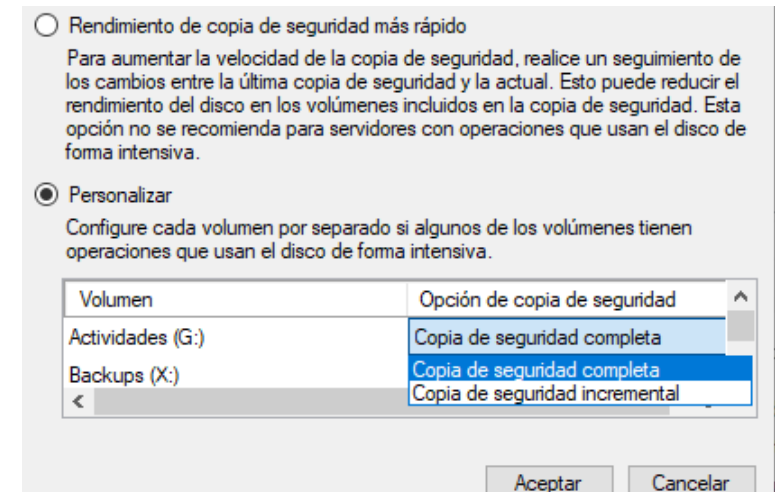 Rendimiento de copia de seguridad más rápido
Para aumentar la velocidad de la copia de seguridad, realice un seguimiento de
los cambios entre la última copia de seguridad y la actual. Esto puede reducir el
rendimiento del disco en los volúmenes incluidos en la copia de seguridad. Esta
opción no se recomienda para servidores con operaciones que usan el disco de
forma intensiva.
Personalizar
Configure cada volumen por separado si algunos de los volúmenes tienen
operaciones que usan el disco de forma intensiva.
Volumen Opción de copia de seguridad
Actividades (G:) Copia de seguridad completa
Backups (X:) Copia de seguridad completa
Copia de seguridad incremental
Aceptar Cancelar